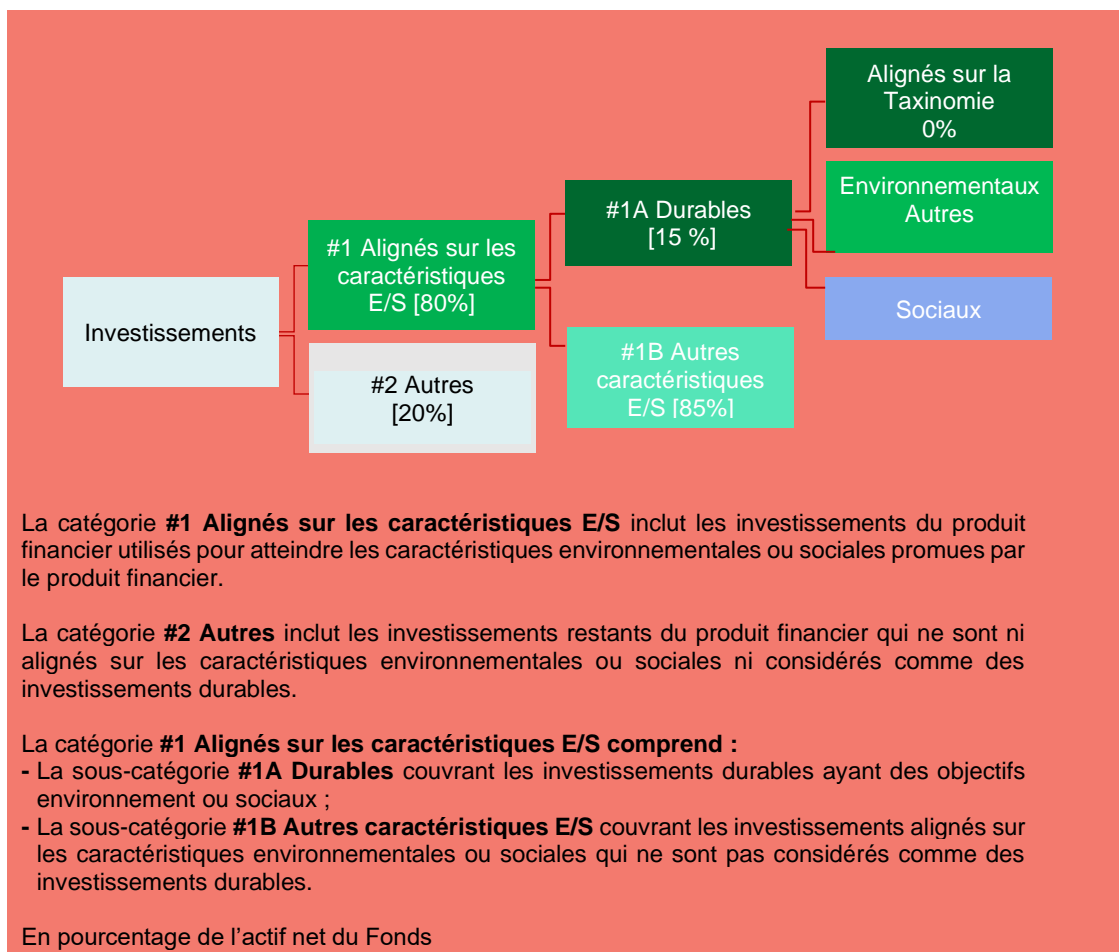 Investissements
#1 Alignés sur les
caractéristiques
E/S [80%]
#2 Autres
[20%]
#1A Durables
[15 %]
#1B Autres
caractéristiques
E/S [85%]
Alignés sur la
Taxinomie
0%
Environnementaux
Autres
Sociaux
La catégorie #1 Alignés sur les caractéristiques E/S inclut les investissements du produit
financier utilisés pour atteindre les caractéristiques environnementales ou sociales promues par
le produit financier.
La catégorie #2 Autres inclut les investissements restants du produit financier qui ne sont ni
alignés sur les caractéristiques environnementales ou sociales ni considérés comme des
investissements durables.
La catégorie #1 Alignés sur les caractéristiques E/S comprend :
- La sous-catégorie #1A Durables couvrant les investissements durables ayant des objectifs
environnement ou sociaux ;
- La sous-catégorie #1B Autres caractéristiques E/S couvrant les investissements alignés sur
les caractéristiques environnementales ou sociales qui ne sont pas considérés comme des
investissements durables.
En pourcentage de l'actif net du Fonds